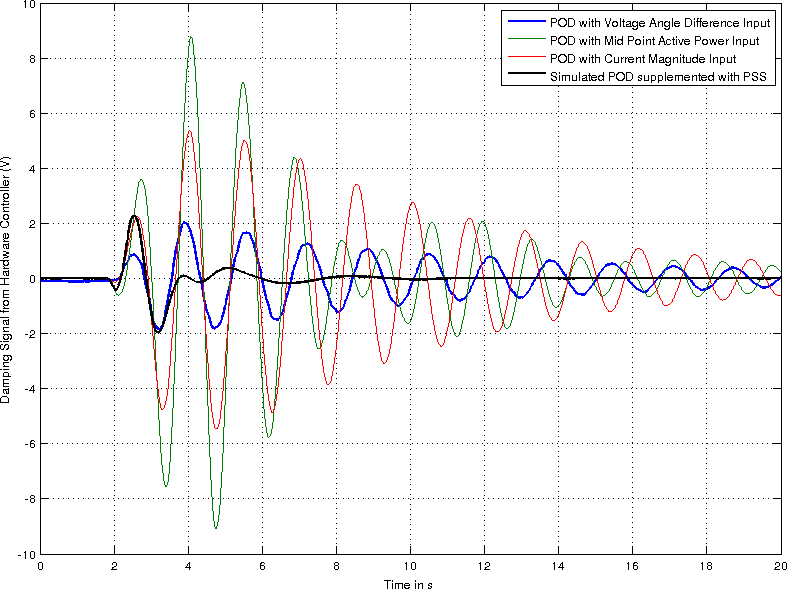 10
8
6
4
2
0
-2
-4
-6
-8
-10
Damping Signal from Hardware Controller (V)
POD with Voltage Angle Difference Input
POD with Mid Point Active Power Input
POD with Current Magnitude Input
Simulated POD supplemented with PSS
0 2 4 6 8 10 12 14 16 18 20
Time in s